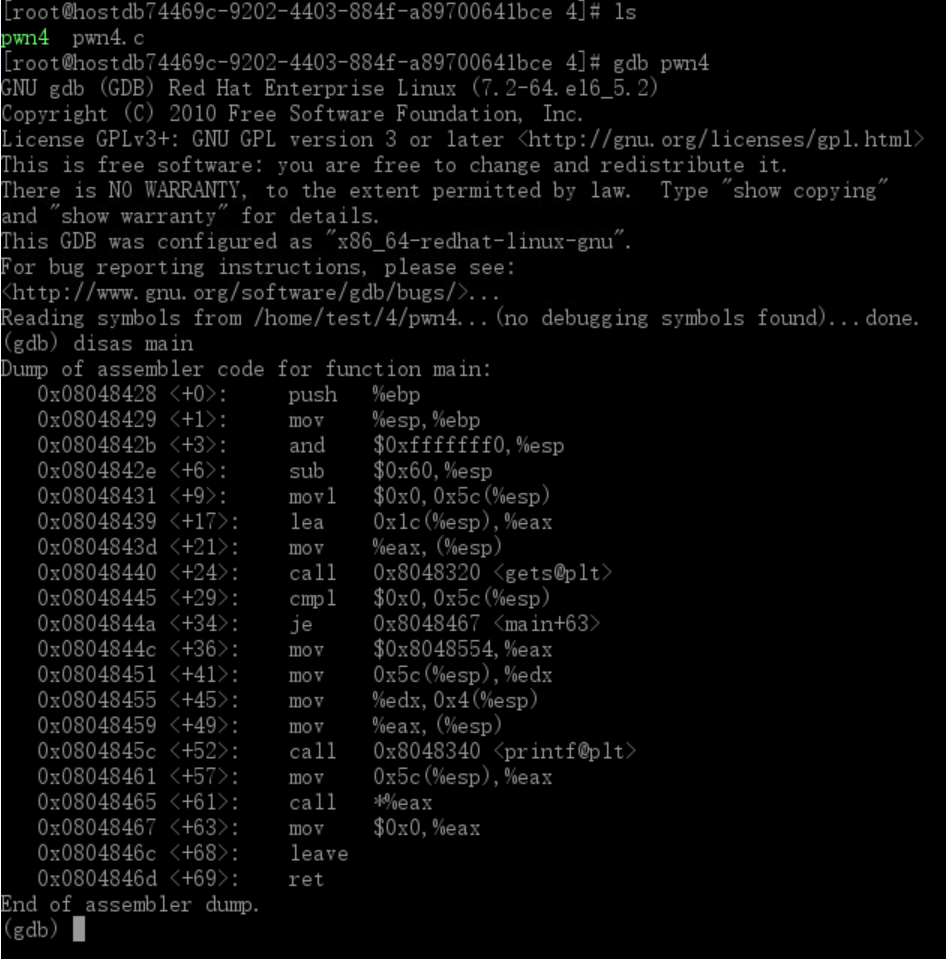 [root@hostdb74469c-9202-4403-884f-a89700641bce 4]# ls
pwn4  pwn4.c
[root@hostdb74469c-9202-4403-884f-a89700641bce 4]# gdb pwn4
GNU gdb (GDB) Red Hat Enterprise Linux (7.2-64.el6_5.2)
Copyright (C) 2010 Free Software Foundation, Inc.
License GPLv3+: GNU GPL version 3 or later <http://gnu.org/licenses/gpl.html>
This is free software: you are free to change and redistribute it.
There is NO WARRANTY, to the extent permitted by law.  Type "show copying"
and "show warranty" for details.
This GDB was configured as "x86_64-redhat-linux-gnu".
For bug reporting instructions, please see:
<http://www.gnu.org/software/gdb/bugs/>...
Reading symbols from /home/test/4/pwn4...(no debugging symbols found)...done.
(gdb) disas main
Dump of assembler code for function main:
   0x08048428 <+0>:     push   %ebp
   0x08048429 <+1>:     mov    %esp,%ebp
   0x0804842b <+3>:     and    $0xfffffff0,%esp
   0x0804842e <+6>:     sub    $0x60,%esp
   0x08048431 <+9>:     movl   $0x0,0x5c(%esp)
   0x08048439 <+17>:    lea    0x1c(%esp),%eax
   0x0804843d <+21>:    mov    %eax,(%esp)
   0x08048440 <+24>:    call   0x8048320 <gets@plt>
   0x08048445 <+29>:    cmpl   $0x0,0x5c(%esp)
   0x0804844a <+34>:    je     0x8048467 <main+63>
   0x0804844c <+36>:    mov    $0x8048554,%eax
   0x08048451 <+41>:    mov    0x5c(%esp),%edx
   0x08048455 <+45>:    mov    %edx,0x4(%esp)
   0x08048459 <+49>:    mov    %eax,(%esp)
   0x0804845c <+52>:    call   0x8048340 <printf@plt>
   0x08048461 <+57>:    mov    0x5c(%esp),%eax
   0x08048465 <+61>:    call   *%eax
   0x08048467 <+63>:    mov    $0x0,%eax
   0x0804846c <+68>:    leave
   0x0804846d <+69>:    ret
End of assembler dump.
(gdb)